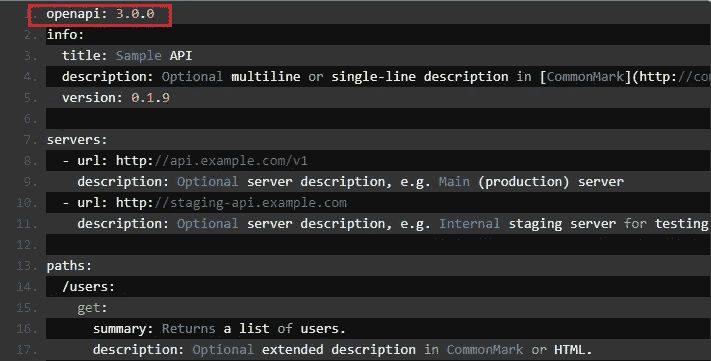 1. openapi: 3.0.0
2. info:
3. title: Sample API
4. description: Optional multiline or single-line description in [CommonMark](http://co
5. version: 0.1.9
6.
7. servers:
8. - url: http://api.example.com/v1
9. description: Optional server description, e.g. Main (production) server
10. - url: http://staging-api.example.com
11. description: Optional server description, e.g. Internal staging server for testing
12.
13. paths:
14. /users:
15. get:
16. summary: Returns a list of users.
17. description: Optional extended description in CommonMark or HTML.